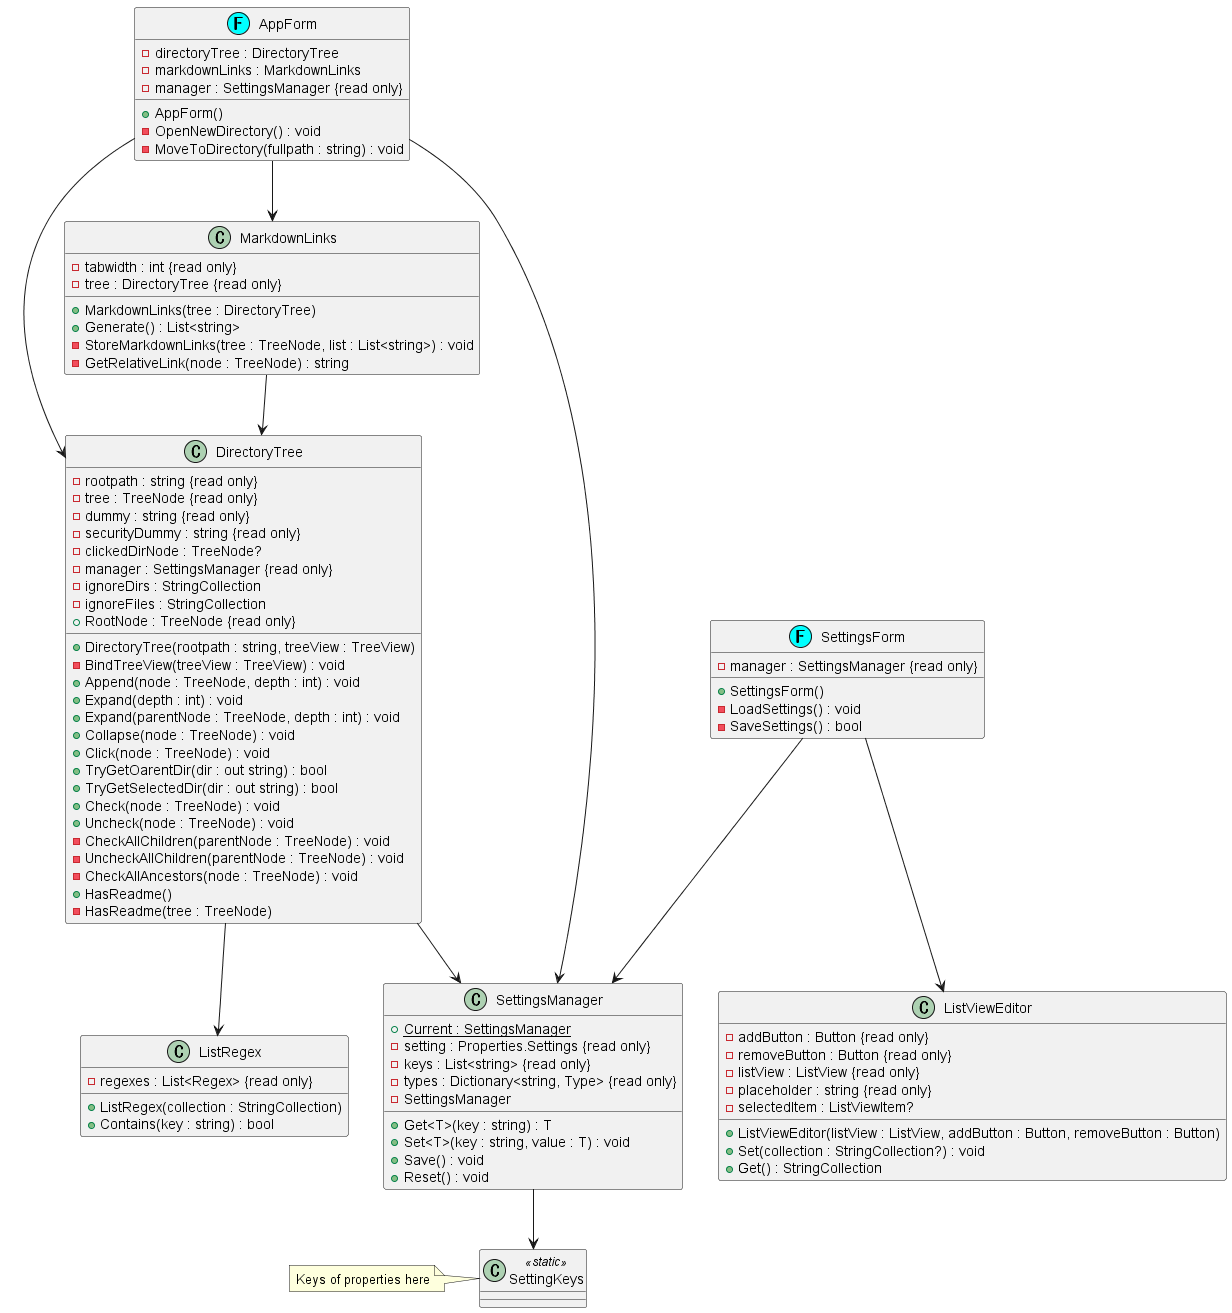 F AppForm
directoryTree : DirectoryTree
markdownLinks : MarkdownLinks
manager : SettingsManager {read only}
AppForm()
OpenNewDirectory() : void
MoveToDirectory(fullpath : string) : void
C MarkdownLinks
tabwidth : int {read only}
tree : DirectoryTree {read only}
MarkdownLinks(tree : DirectoryTree)
Generate() : List<string>
StoreMarkdownLinks(tree : TreeNode, list : List<string>) : void
GetRelativeLink(node : TreeNode) : string
C DirectoryTree
rootpath : string {read only}
tree : TreeNode {read only}
dummy : string {read only}
securityDummy : string {read only}
clickedDirNode : TreeNode?
manager : SettingsManager {read only}
ignoreDirs : StringCollection
ignoreFiles : StringCollection
RootNode : TreeNode {read only}
DirectoryTree(rootpath : string, treeView : TreeView)
BindTreeView(treeView : TreeView) : void
Append(node : TreeNode, depth : int) : void
Expand(depth : int) : void
Expand(parentNode : TreeNode, depth : int) : void
Collapse(node : TreeNode) : void
Click(node : TreeNode) : void
TryGetOarentDir(dir : out string) : bool
TryGetSelectedDir(dir : out string) : bool
Check(node : TreeNode) : void
Uncheck(node : TreeNode) : void
CheckAllChildren(parentNode : TreeNode) : void
UncheckAllChildren(parentNode : TreeNode) : void
CheckAllAncestors(node : TreeNode) : void
HasReadme()
HasReadme(tree : TreeNode)
F SettingsForm
manager : SettingsManager {read only}
SettingsForm()
LoadSettings() : void
SaveSettings() : bool
C ListRegex
regexes : List<Regex> {read only}
ListRegex(collection : StringCollection)
Contains(key : string) : bool
C SettingsManager
Current : SettingsManager
setting : Properties.Settings {read only}
keys : List<string> {read only}
types : Dictionary<string, Type> {read only}
SettingsManager
Get<T>(key : string) : T
Set<T>(key : string, value : T) : void
Save() : void
Reset() : void
C ListViewEditor
addButton : Button {read only}
removeButton : Button {read only}
listView : ListView {read only}
placeholder : string {read only}
selectedItem : ListViewItem?
ListViewEditor(listView : ListView, addButton : Button, removeButton : Button)
Set(collection : StringCollection?) : void
Get() : StringCollection
Keys of properties here
C «static»
SettingKeys